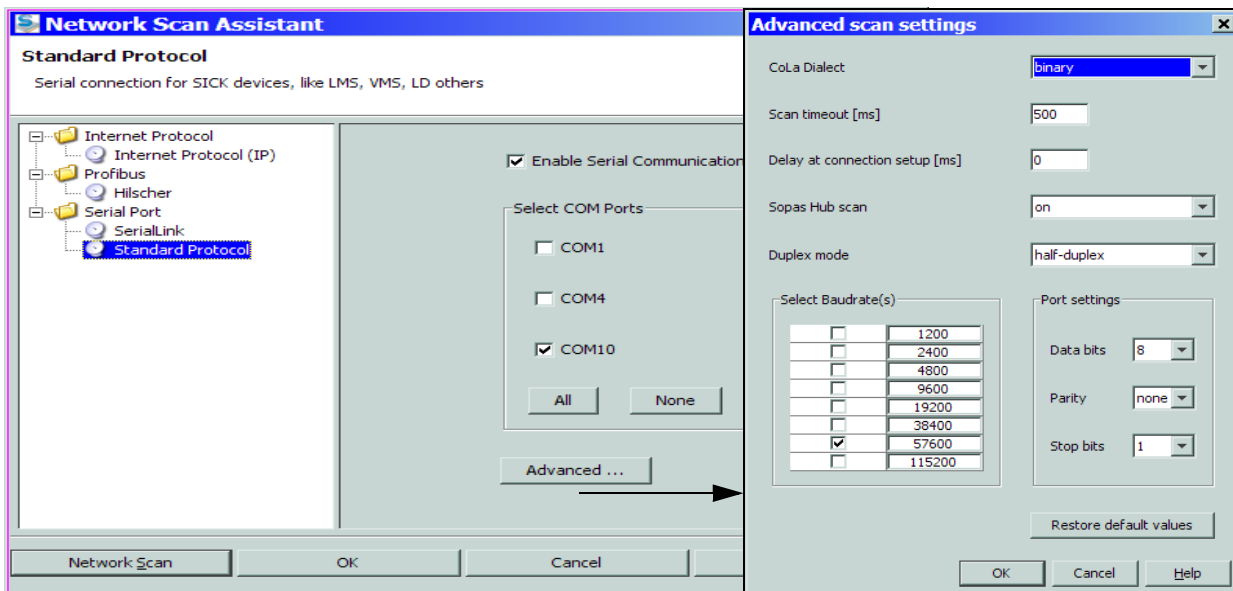 Network Scan Assistant
Standard Protocol
Serial connection for SICK devices, like LMS, VMS, LD others
Internet Protocol
Internet Protocol (IP)
Profibus
Hilscher
Serial Port
SerialLink
Standard Protocol
Enable Serial Communication
Select COM Ports
COM1
COM4
COM10
All None
Advanced ...
Network Scan OK Cancel
Advanced scan settings
CoLa Dialect binary
Scan timeout [ms] 500
Delay at connection setup [ms] 0
Sopas Hub scan on
Duplex mode half-duplex
Select Baudrate(s)
1200
2400
4800
9600
19200
38400
57600
115200
Port settings
Data bits 8
Parity none
Stop bits 1
Restore default values
OK Cancel Help